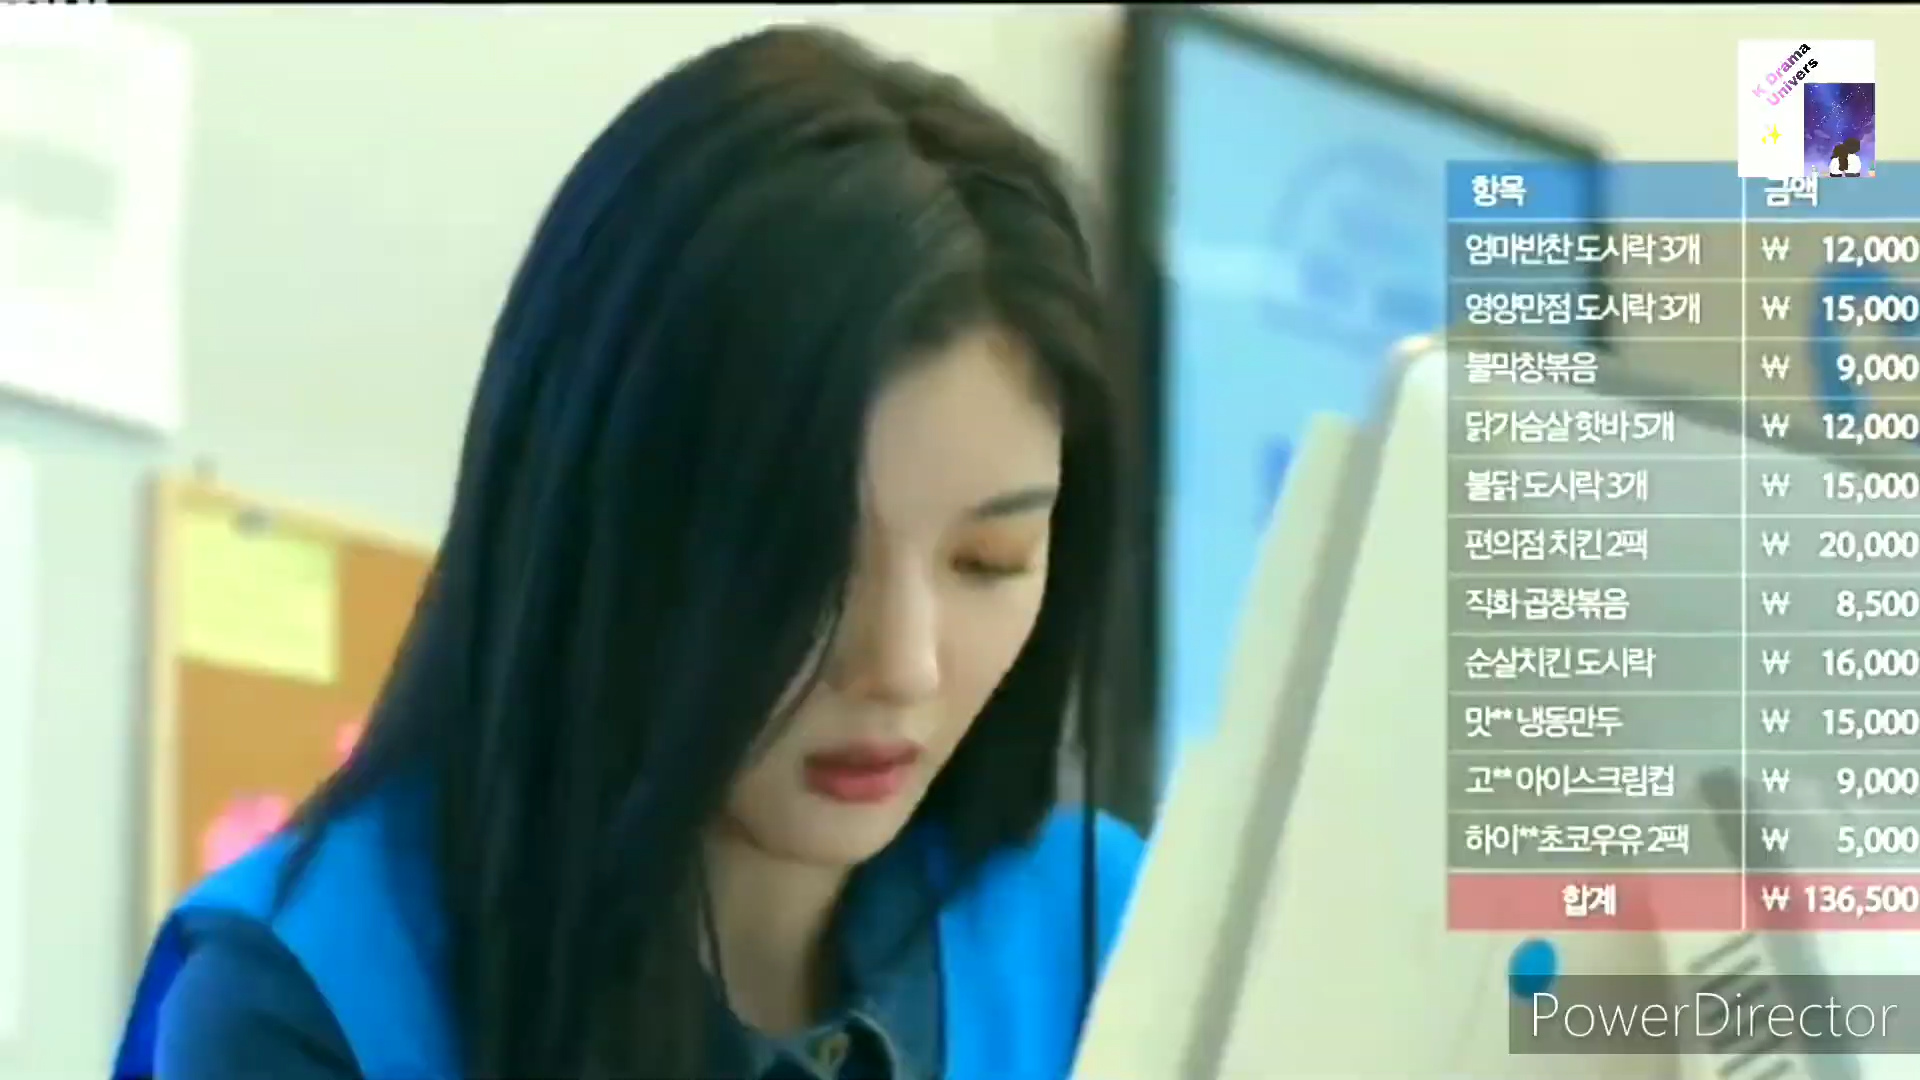 K Drama
Univers
항목 금액
엄마반찬 도시락 3개 ₩ 12,000
영양만점 도시락 3개 ₩ 15,000
불막창볶음 ₩ 9,000
닭가슴살 핫바 5개 ₩ 12,000
불닭 도시락 3개 ₩ 15,000
편의점 치킨 2팩 ₩ 20,000
직화 곱창볶음 ₩ 8,500
순살치킨 도시락 ₩ 16,000
맛** 냉동만두 ₩ 15,000
고** 아이스크림컵 ₩ 9,000
하이**초코우유 2팩 ₩ 5,000
합계 ₩ 136,500
PowerDirector